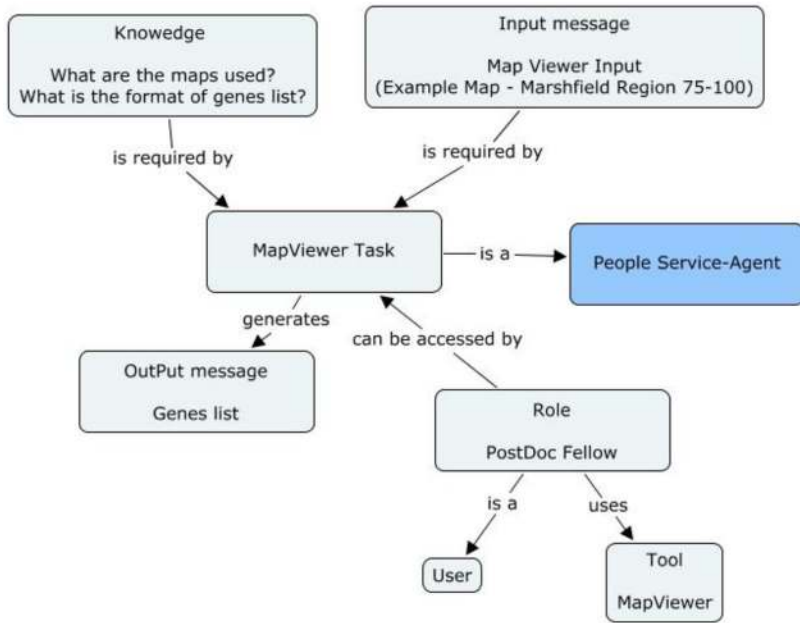 Knowedge
What are the maps used?
What is the format of genes list?
Input message
Map Viewer Input
(Example Map - Marshfield Region 75-100)
is required by
is required by
MapViewer Task
is a
People Service-Agent
generates
can be accessed by
OutPut message
Genes list
Role
PostDoc Fellow
is a
uses
User
Tool
MapViewer